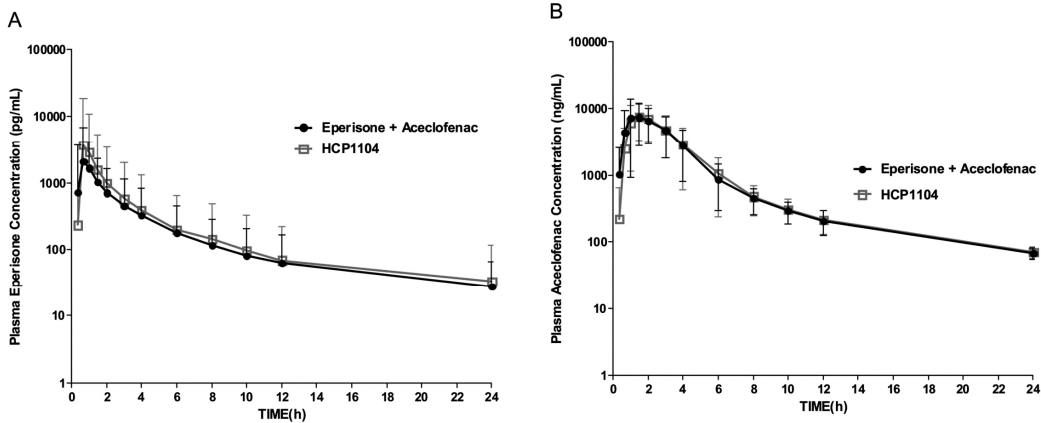 A
Plasma Eperisone Concentration (pg/mL)
100000
10000
1000
100
10
1
Eperisone + Aceclofenac
HCP1104
0 2 4 6 8 10 12 14 16 18 20 22 24
TIME(h)
B
Plasma Aceclofenac Concentration (ng/mL)
100000
10000
1000
100
10
1
Eperisone + Aceclofenac
HCP1104
0 2 4 6 8 10 12 14 16 18 20 22 24
TIME(h)